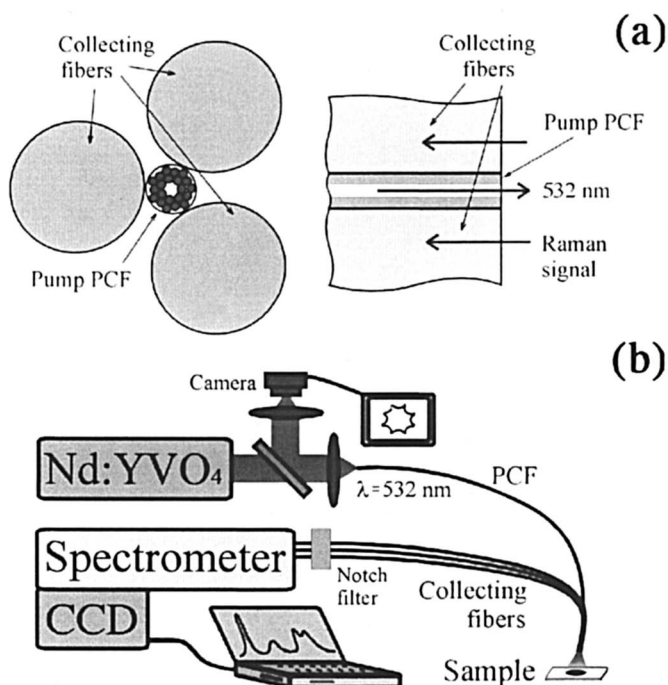 (a)
Collecting
fibers
Pump PCF
Collecting
fibers
Pump PCF
532 nm
Raman
signal
(b)
Camera
Nd:YVO4
λ=532 nm
PCF
Spectrometer
Notch
filter
Collecting
fibers
CCD
Sample